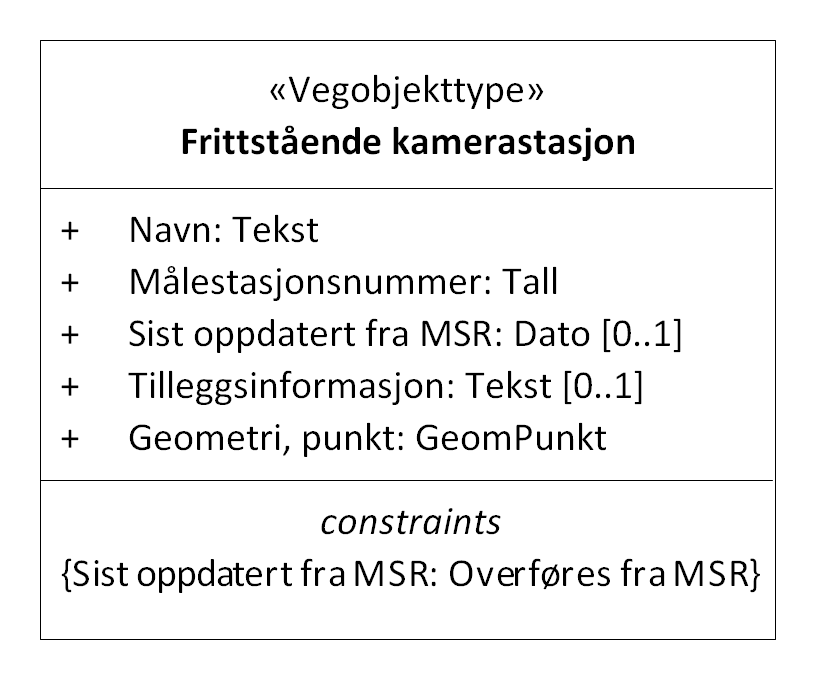 «Vegobjekttype»
Frittstående kamerastasjon
+ Navn: Tekst
+ Målestasjonsnummer: Tall
+ Sist oppdatert fra MSR: Dato [0..1]
+ Tilleggsinformasjon: Tekst [0..1]
+ Geometri, punkt: GeomPunkt
constraints
{Sist oppdatert fra MSR: Overføres fra MSR}